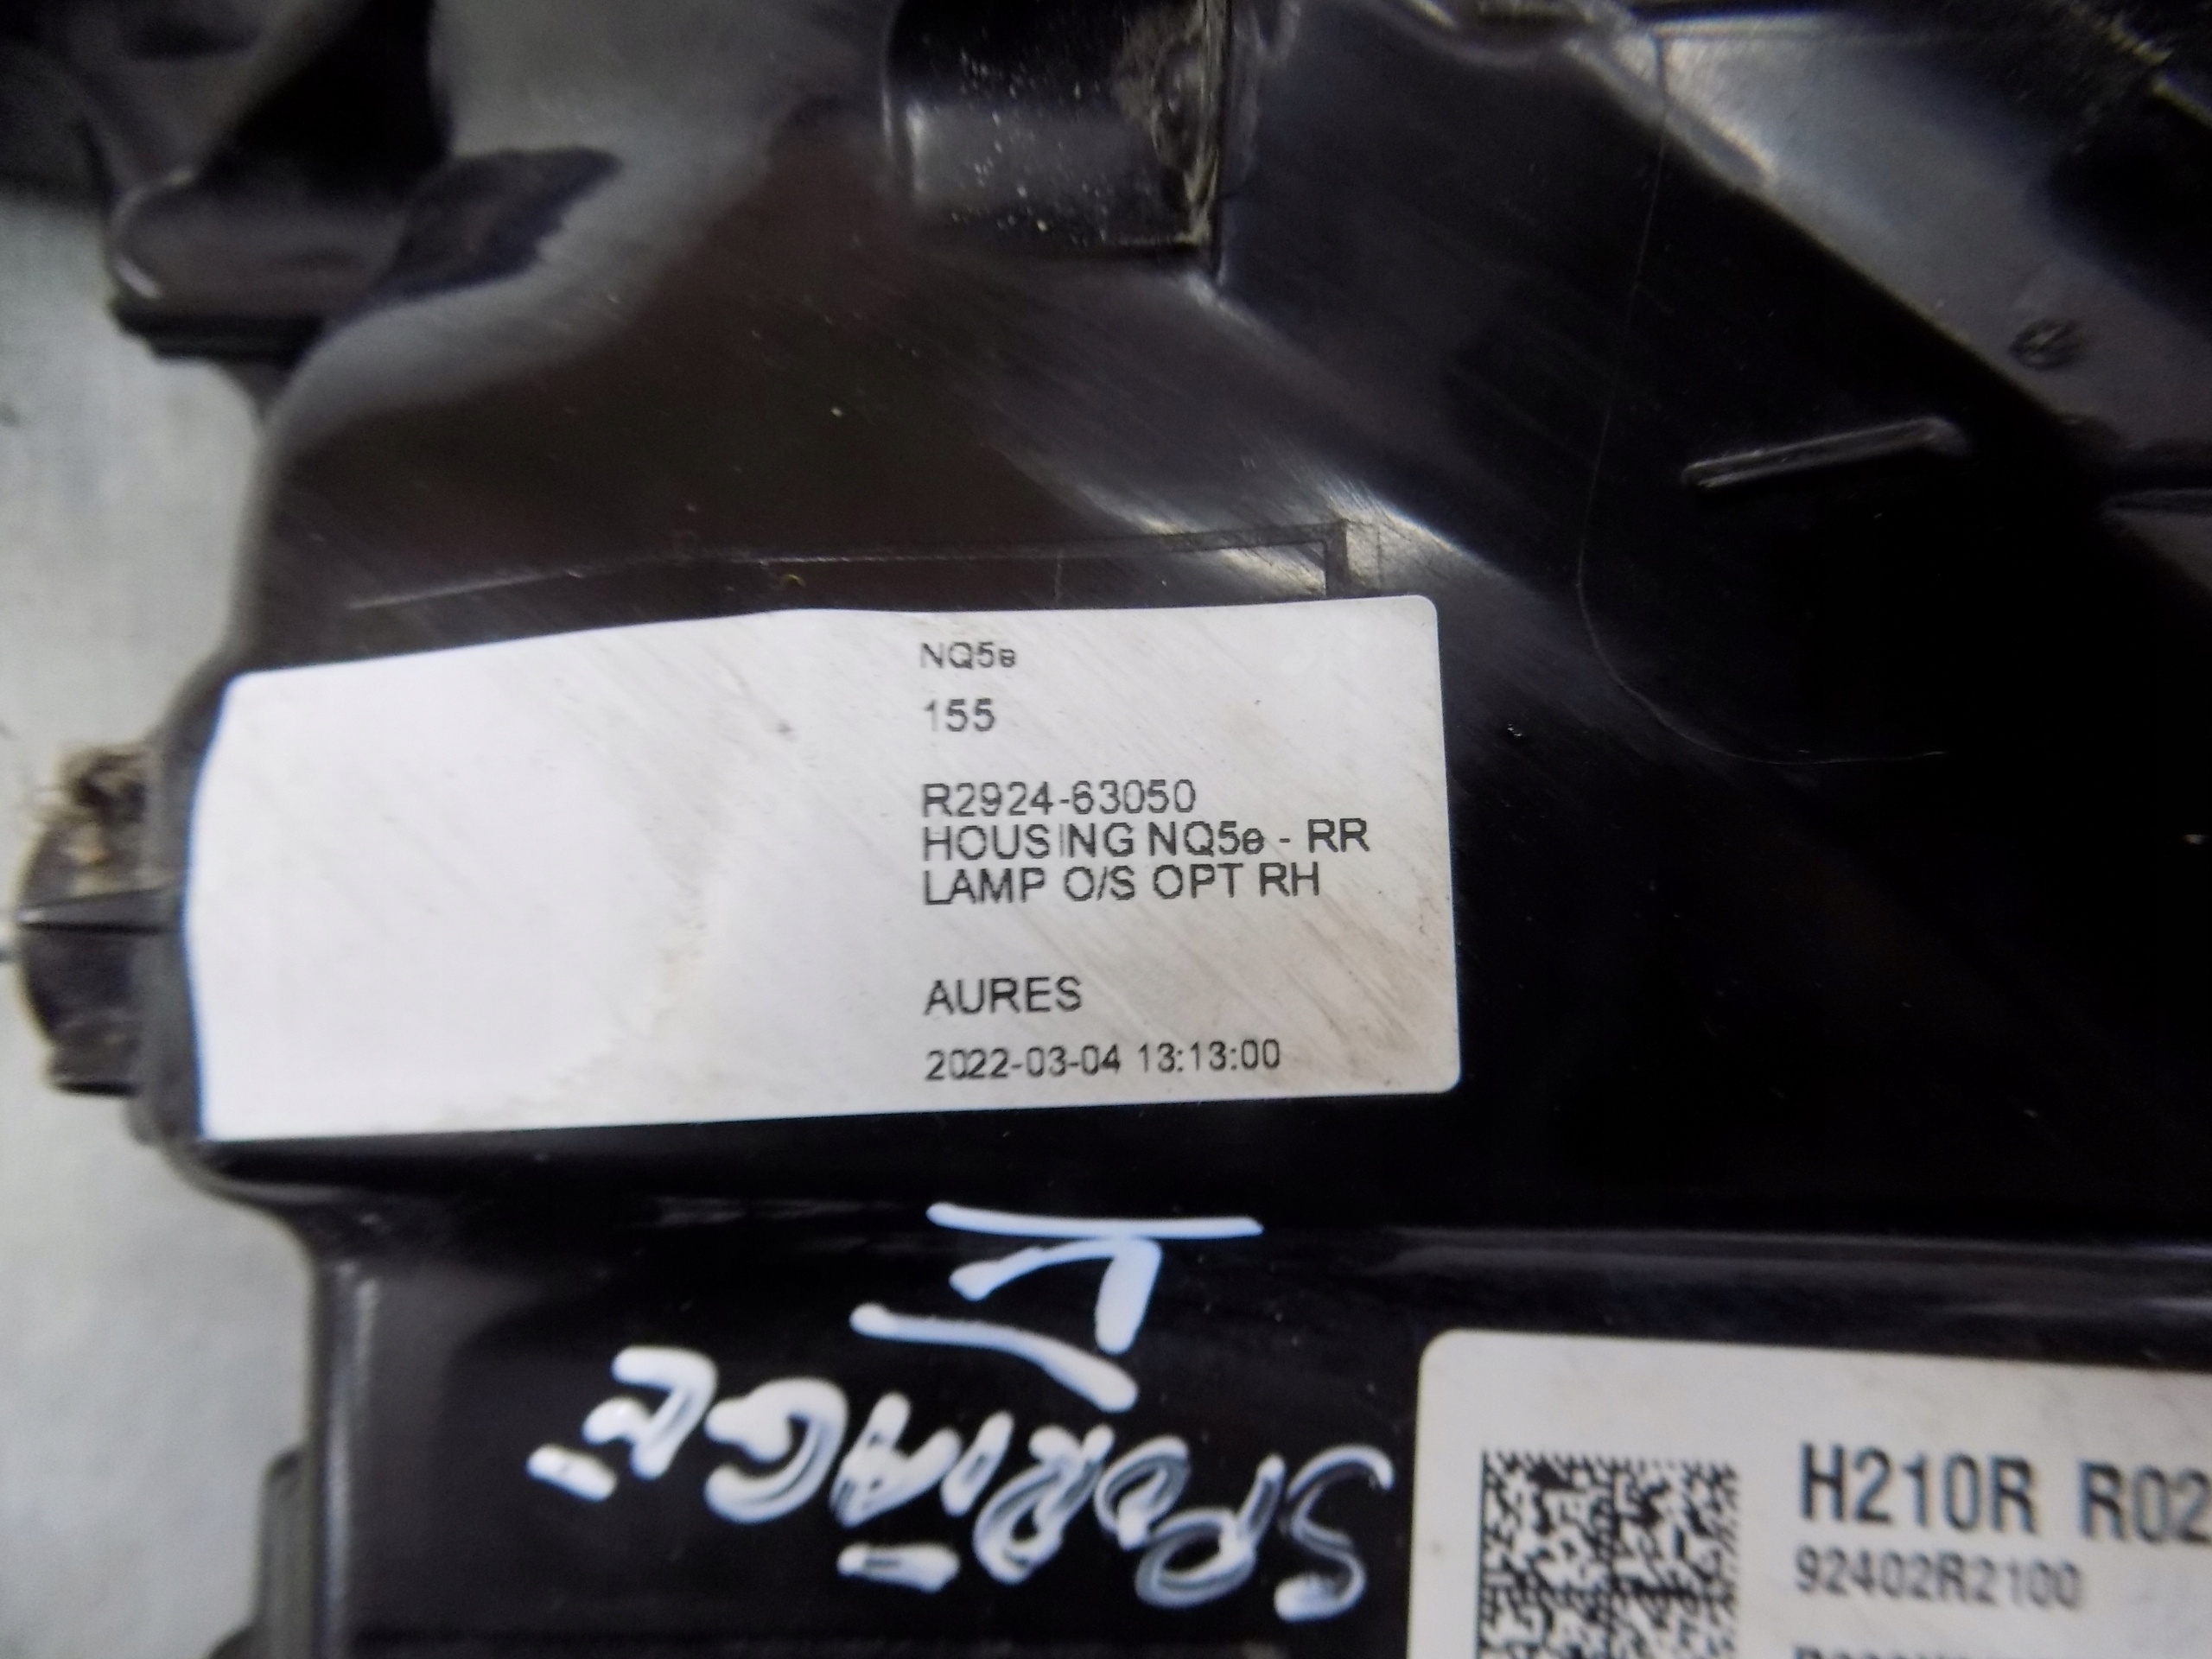 NQ5e
155
R2924-63050
HOUSING NQ5e - RR
LAMP O/S OPT RH
AURES
2022-03-04 13:13:00
SPORTAGE
H210R R02
92402R2100